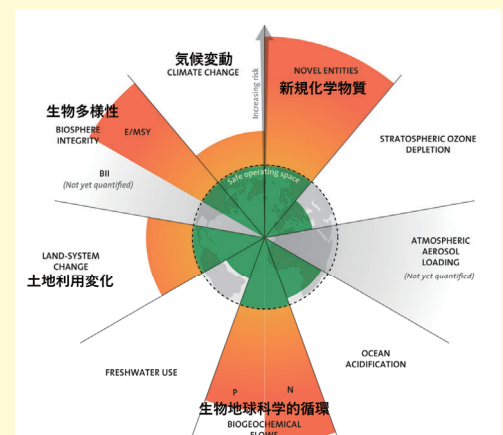 気候変動
CLIMATE CHANGE
Increasing risk
NOVEL ENTITIES
新規化学物質
生物多様性
BIOSPHERE
INTEGRITY
E/MSY
BII
(Not yet quantified)
STRATOSPHERIC OZONE
DEPLETION
Safe operating space
LAND-SYSTEM
CHANGE
土地利用変化
ATMOSPHERIC
AEROSOL
LOADING
(Not yet quantified)
FRESHWATER USE
OCEAN
ACIDIFICATION
P
N
生物地球科学的循環
BIOGEOCHEMICAL
FLOWS